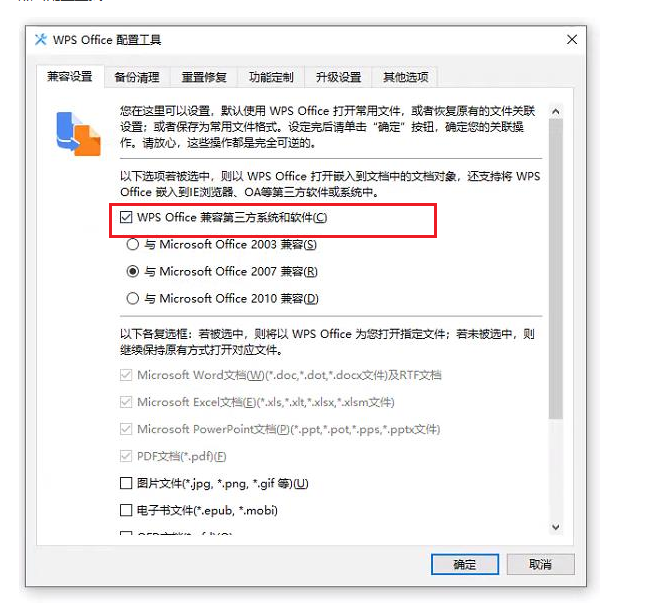 WPS Office 配置工具
兼容设置 备份清理 重置修复 功能定制 升级设置 其他选项
您在这里可以设置，默认使用 WPS Office 打开常用文件，或者恢复原有的文件关联
设置；或者保存为常用文件格式。设定完后请单击“确定”按钮，确定您的关联操
作。请放心，这些操作都是完全可逆的。
以下选项若被选中，则以 WPS Office 打开嵌入到文档中的文档对象，还支持将 WPS
Office 嵌入到IE浏览器、OA等第三方软件或系统中。
WPS Office 兼容第三方系统和软件(C)
与 Microsoft Office 2003 兼容(S)
与 Microsoft Office 2007 兼容(R)
与 Microsoft Office 2010 兼容(D)
以下各复选框：若被选中，则将以 WPS Office 为您打开指定文件；若未被选中，则
继续保持原有方式打开对应文件。
Microsoft Word文档(W)(*.doc,*.dot,*.docx文件)及RTF文档
Microsoft Excel文档(E)(*.xls,*.xlt,*.xlsx,*.xlsm文件)
Microsoft PowerPoint文档(P)(*.ppt,*.pot,*.pps,*.pptx文件)
PDF文档(*.pdf)(F)
图片文件(*.jpg, *.png, *.gif 等)(U)
电子书文件(*.epub, *.mobi)
确定 取消